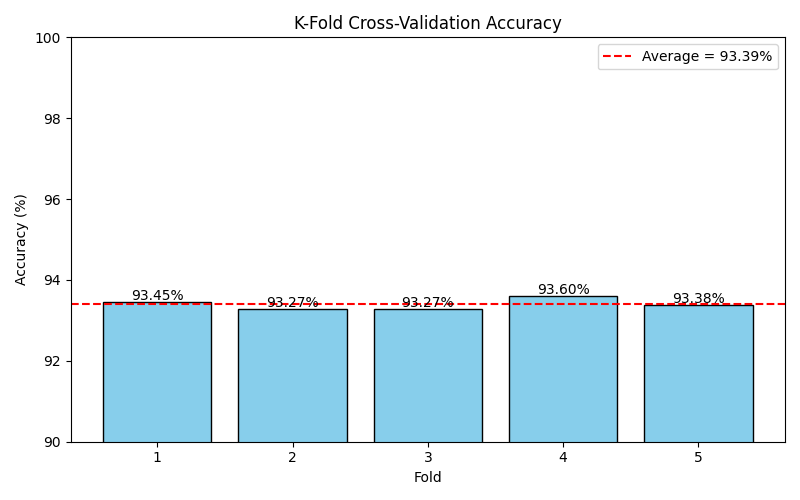 K-Fold Cross-Validation Accuracy
100
98
96
94
92
90
Accuracy (%)
Average = 93.39%
93.45%
93.27%
93.27%
93.60%
93.38%
1 2 3 4 5
Fold